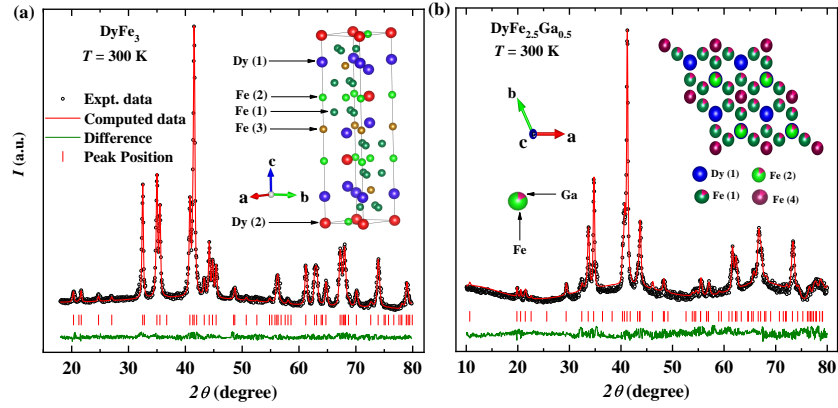 (a)
DyFe3
T = 300 K
Expt. data
Computed data
Difference
Peak Position
Dy (1)
Fe (2)
Fe (1)
Fe (3)
Dy (2)
c
a
b
I (a.u.)
20 30 40 50 60 70 80
2θ (degree)
(b)
DyFe2.5Ga0.5
T = 300 K
b
c
a
Ga
Fe
Dy (1)
Fe (2)
Fe (1)
Fe (4)
10 20 30 40 50 60 70 80
2θ (degree)